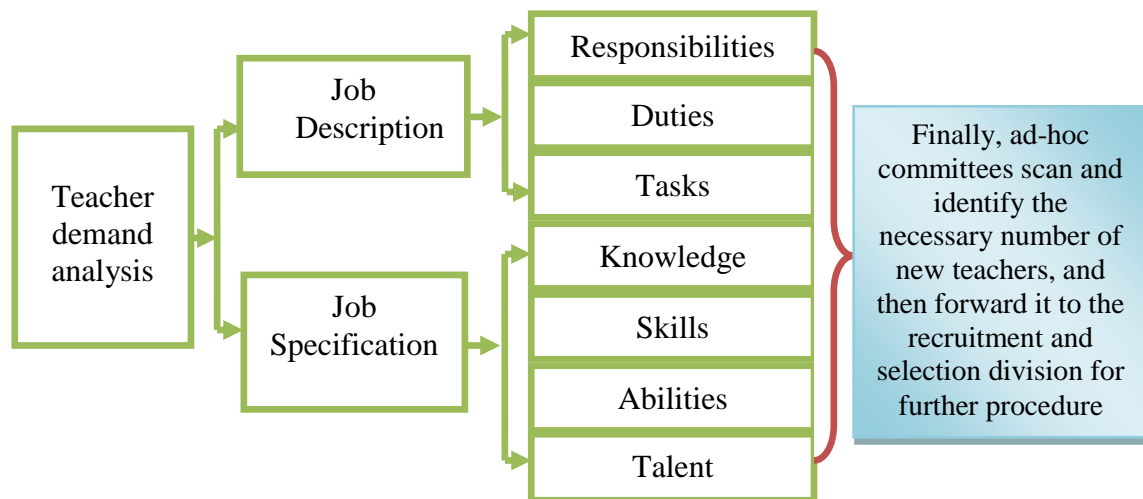 Teacher
demand
analysis
Job
Description
Job
Specification
Responsibilities
Duties
Tasks
Knowledge
Skills
Abilities
Talent
Finally, ad-hoc
committees scan and
identify the
necessary number of
new teachers, and
then forward it to the
recruitment and
selection division for
further procedure